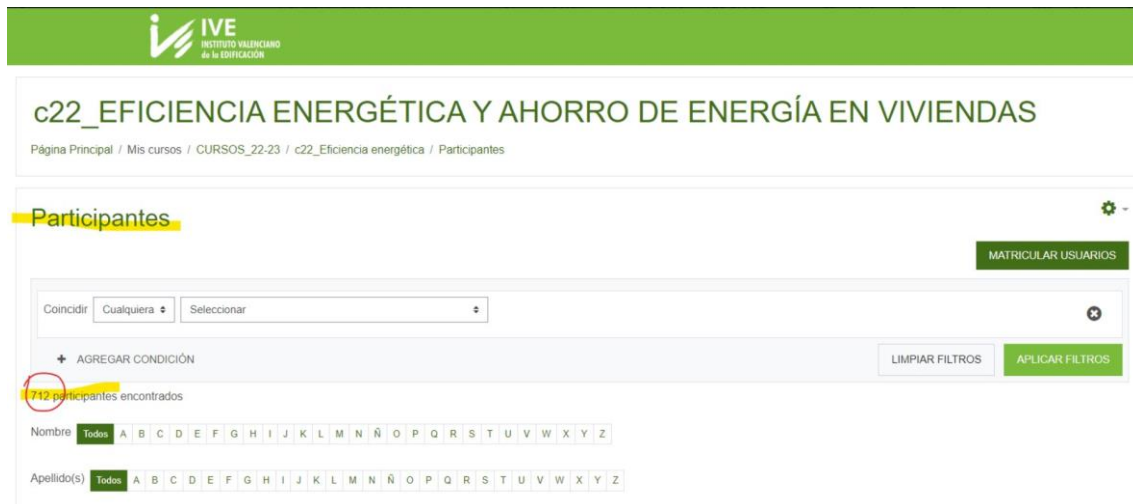 IVE
INSTITUTO VALENCIANO
de la EDIFICACIÓN
c22_EFICIENCIA ENERGÉTICA Y AHORRO DE ENERGÍA EN VIVIENDAS
Página Principal / Mis cursos / CURSOS_22-23 / c22_Eficiencia energética / Participantes
Participantes
MATRICULAR USUARIOS
Coincidir Cualquiera Seleccionar
+ AGREGAR CONDICIÓN LIMPIAR FILTROS APLICAR FILTROS
712 participantes encontrados
Nombre Todos A B C D E F G H I J K L M N Ñ O P Q R S T U V W X Y Z
Apellido(s) Todos A B C D E F G H I J K L M N Ñ O P Q R S T U V W X Y Z